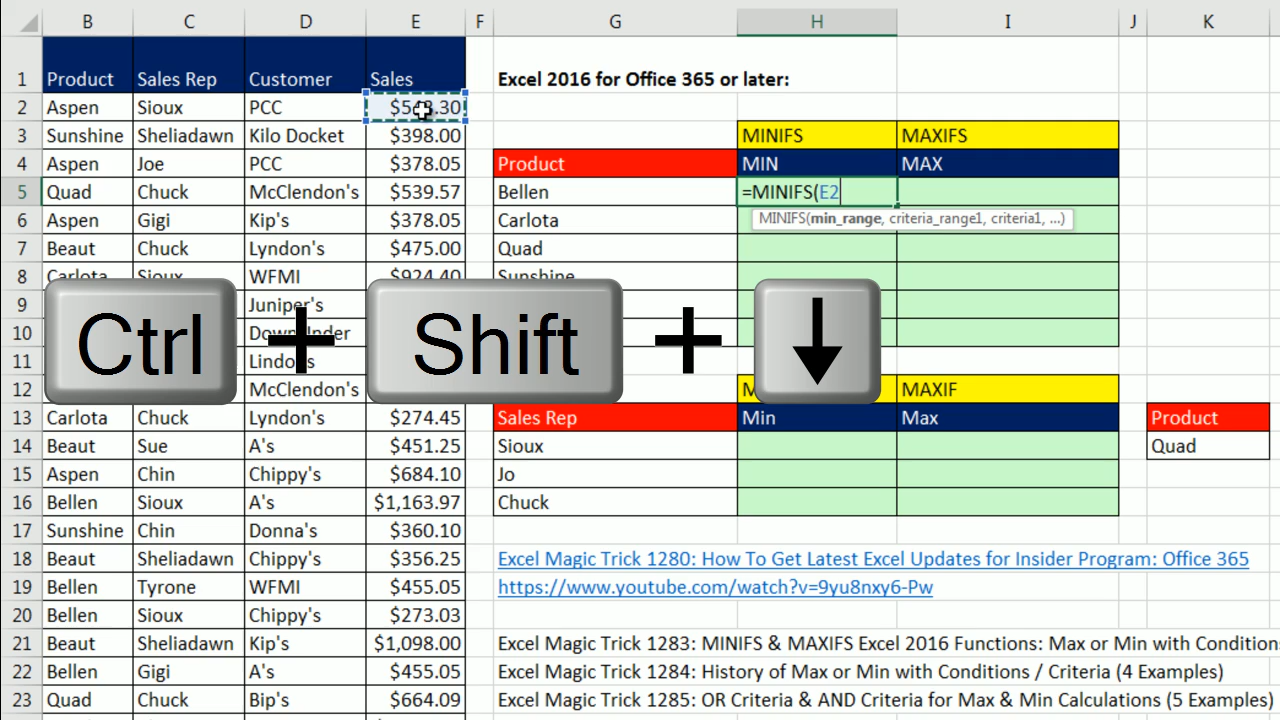 B C D E F G H I J K
1 Product Sales Rep Customer Sales Excel 2016 for Office 365 or later:
2 Aspen Sioux PCC
3 Sunshine Sheliadawn Kilo Docket $398.00 MINIFS MAXIFS
4 Aspen Joe PCC $378.05 Product MIN MAX
5 Quad Chuck McClendon's $539.57 Bellen =MINIFS(E2
6 Aspen Gigi Kip's $378.05 Carlota MINIFS(min_range, criteria_range1, criteria1, ...)
7 Beaut Chuck Lyndon's $475.00 Quad
8 Carlota Sioux WFMI $924.40 Sunshine
9 Juniper's
10
11
12 McClendon's MAXIF
Ctrl + Shift + ↓
13 Carlota Chuck Lyndon's $274.45 Sales Rep Min Max Product
14 Beaut Sue A's $451.25 Sioux Quad
15 Aspen Chin Chippy's $684.10 Jo
16 Bellen Sioux A's $1,163.97 Chuck
17 Sunshine Chin Donna's $360.10
18 Beaut Sheliadawn Chippy's $356.25 Excel Magic Trick 1280: How To Get Latest Excel Updates for Insider Program: Office 365
19 Bellen Tyrone WFMI $455.05 https://www.youtube.com/watch?v=9yu8nxy6-Pw
20 Bellen Sioux Chippy's $273.03
21 Beaut Sheliadawn Kip's $1,098.00 Excel Magic Trick 1283: MINIFS & MAXIFS Excel 2016 Functions: Max or Min with Condition
22 Bellen Gigi A's $455.05 Excel Magic Trick 1284: History of Max or Min with Conditions / Criteria (4 Examples)
23 Quad Chuck Bip's $664.09 Excel Magic Trick 1285: OR Criteria & AND Criteria for Max & Min Calculations (5 Examples)